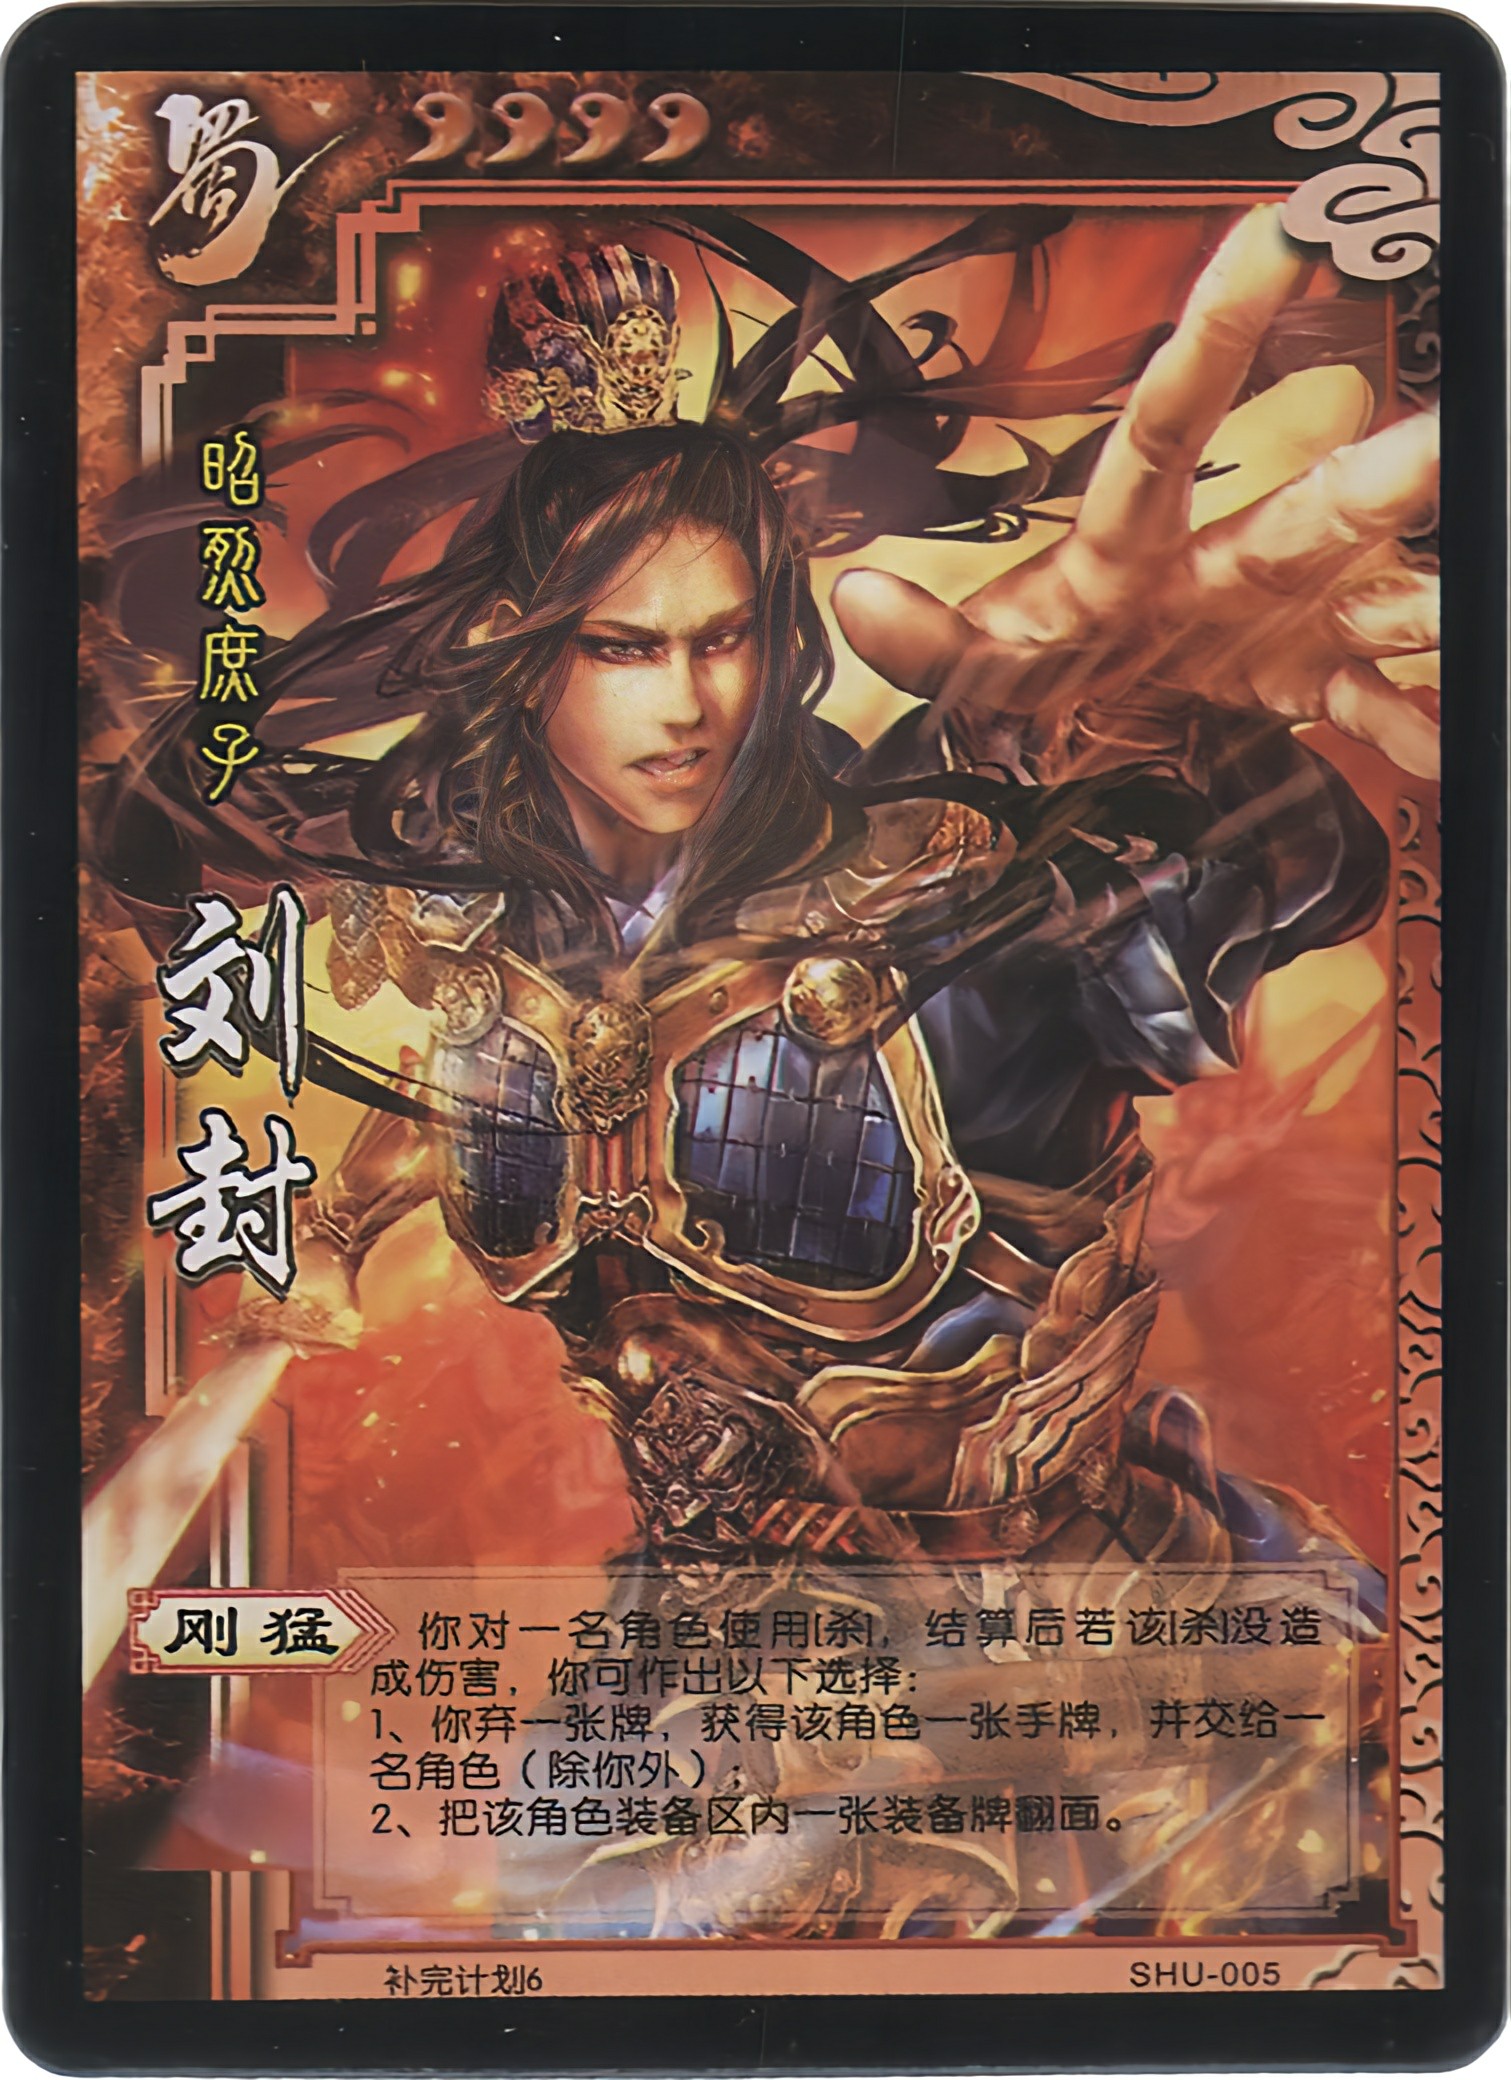 蜀
昭烈庶子
刘封
刚猛
你对一名角色使用[杀]，结算后若该[杀]没造
成伤害，你可作出以下选择：
1、你弃一张牌，获得该角色一张手牌，并交给一
名角色（除你外）；
2、把该角色装备区内一张装备牌翻面。
补完计划6
SHU-005